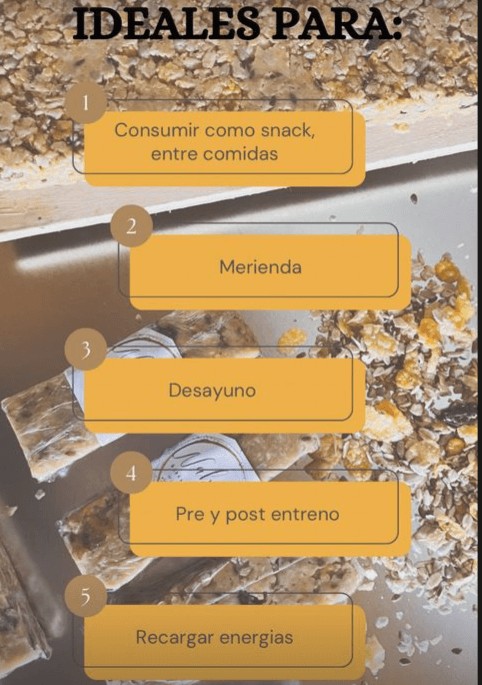 IDEALES PARA:
1
Consumir como snack,
entre comidas
2
Merienda
3
Desayuno
4
Pre y post entreno
5
Recargar energias